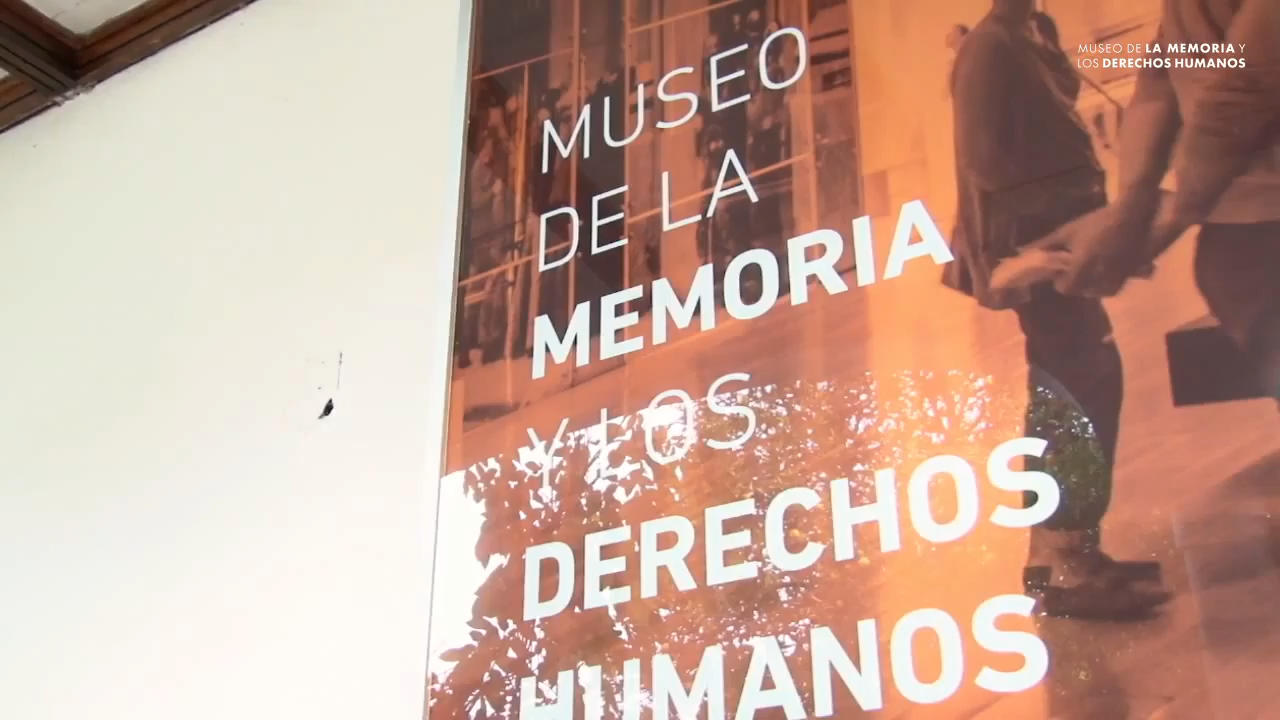 MUSEO
DE LA
MEMORIA
Y LOS
DERECHOS
HUMANOS
MUSEO DE LA MEMORIA Y
LOS DERECHOS HUMANOS